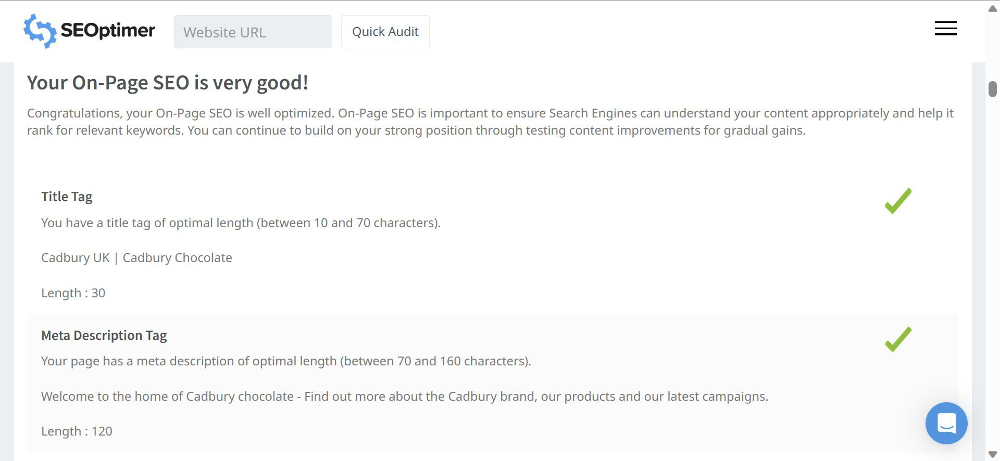 SEOptimer
Website URL
Quick Audit
Your On-Page SEO is very good!
Congratulations, your On-Page SEO is well optimized. On-Page SEO is important to ensure Search Engines can understand your content appropriately and help it
rank for relevant keywords. You can continue to build on your strong position through testing content improvements for gradual gains.
Title Tag
You have a title tag of optimal length (between 10 and 70 characters).
Cadbury UK | Cadbury Chocolate
Length : 30
Meta Description Tag
Your page has a meta description of optimal length (between 70 and 160 characters).
Welcome to the home of Cadbury chocolate - Find out more about the Cadbury brand, our products and our latest campaigns.
Length : 120